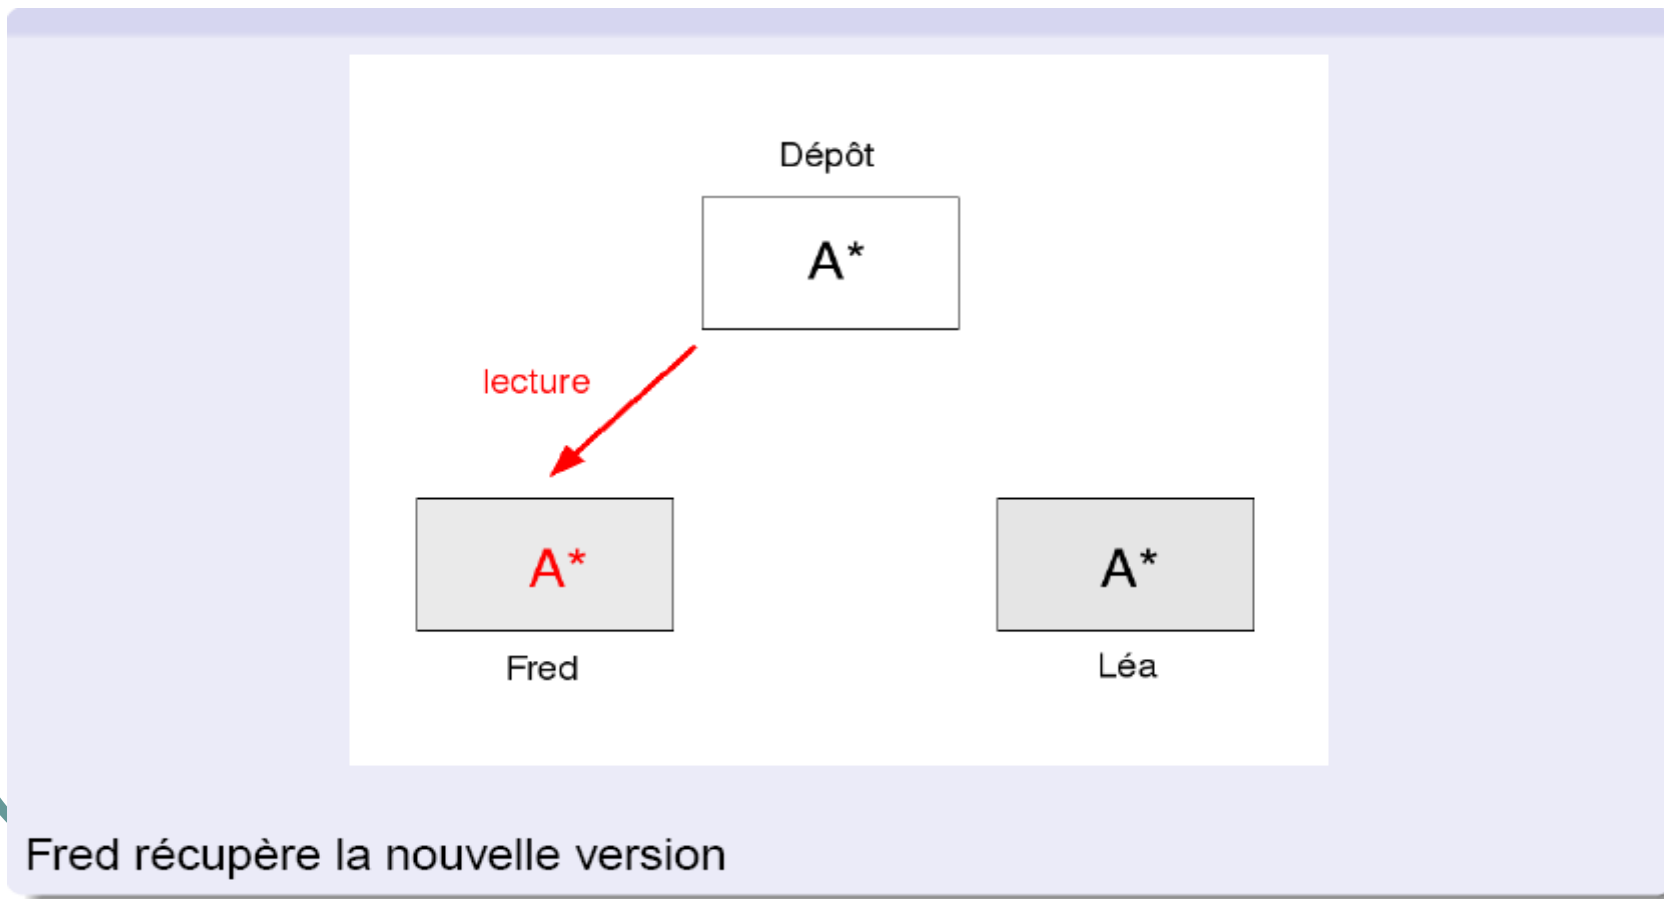 Dépôt
A*
lecture
A*
A*
Fred
Léa
Fred récupère la nouvelle version